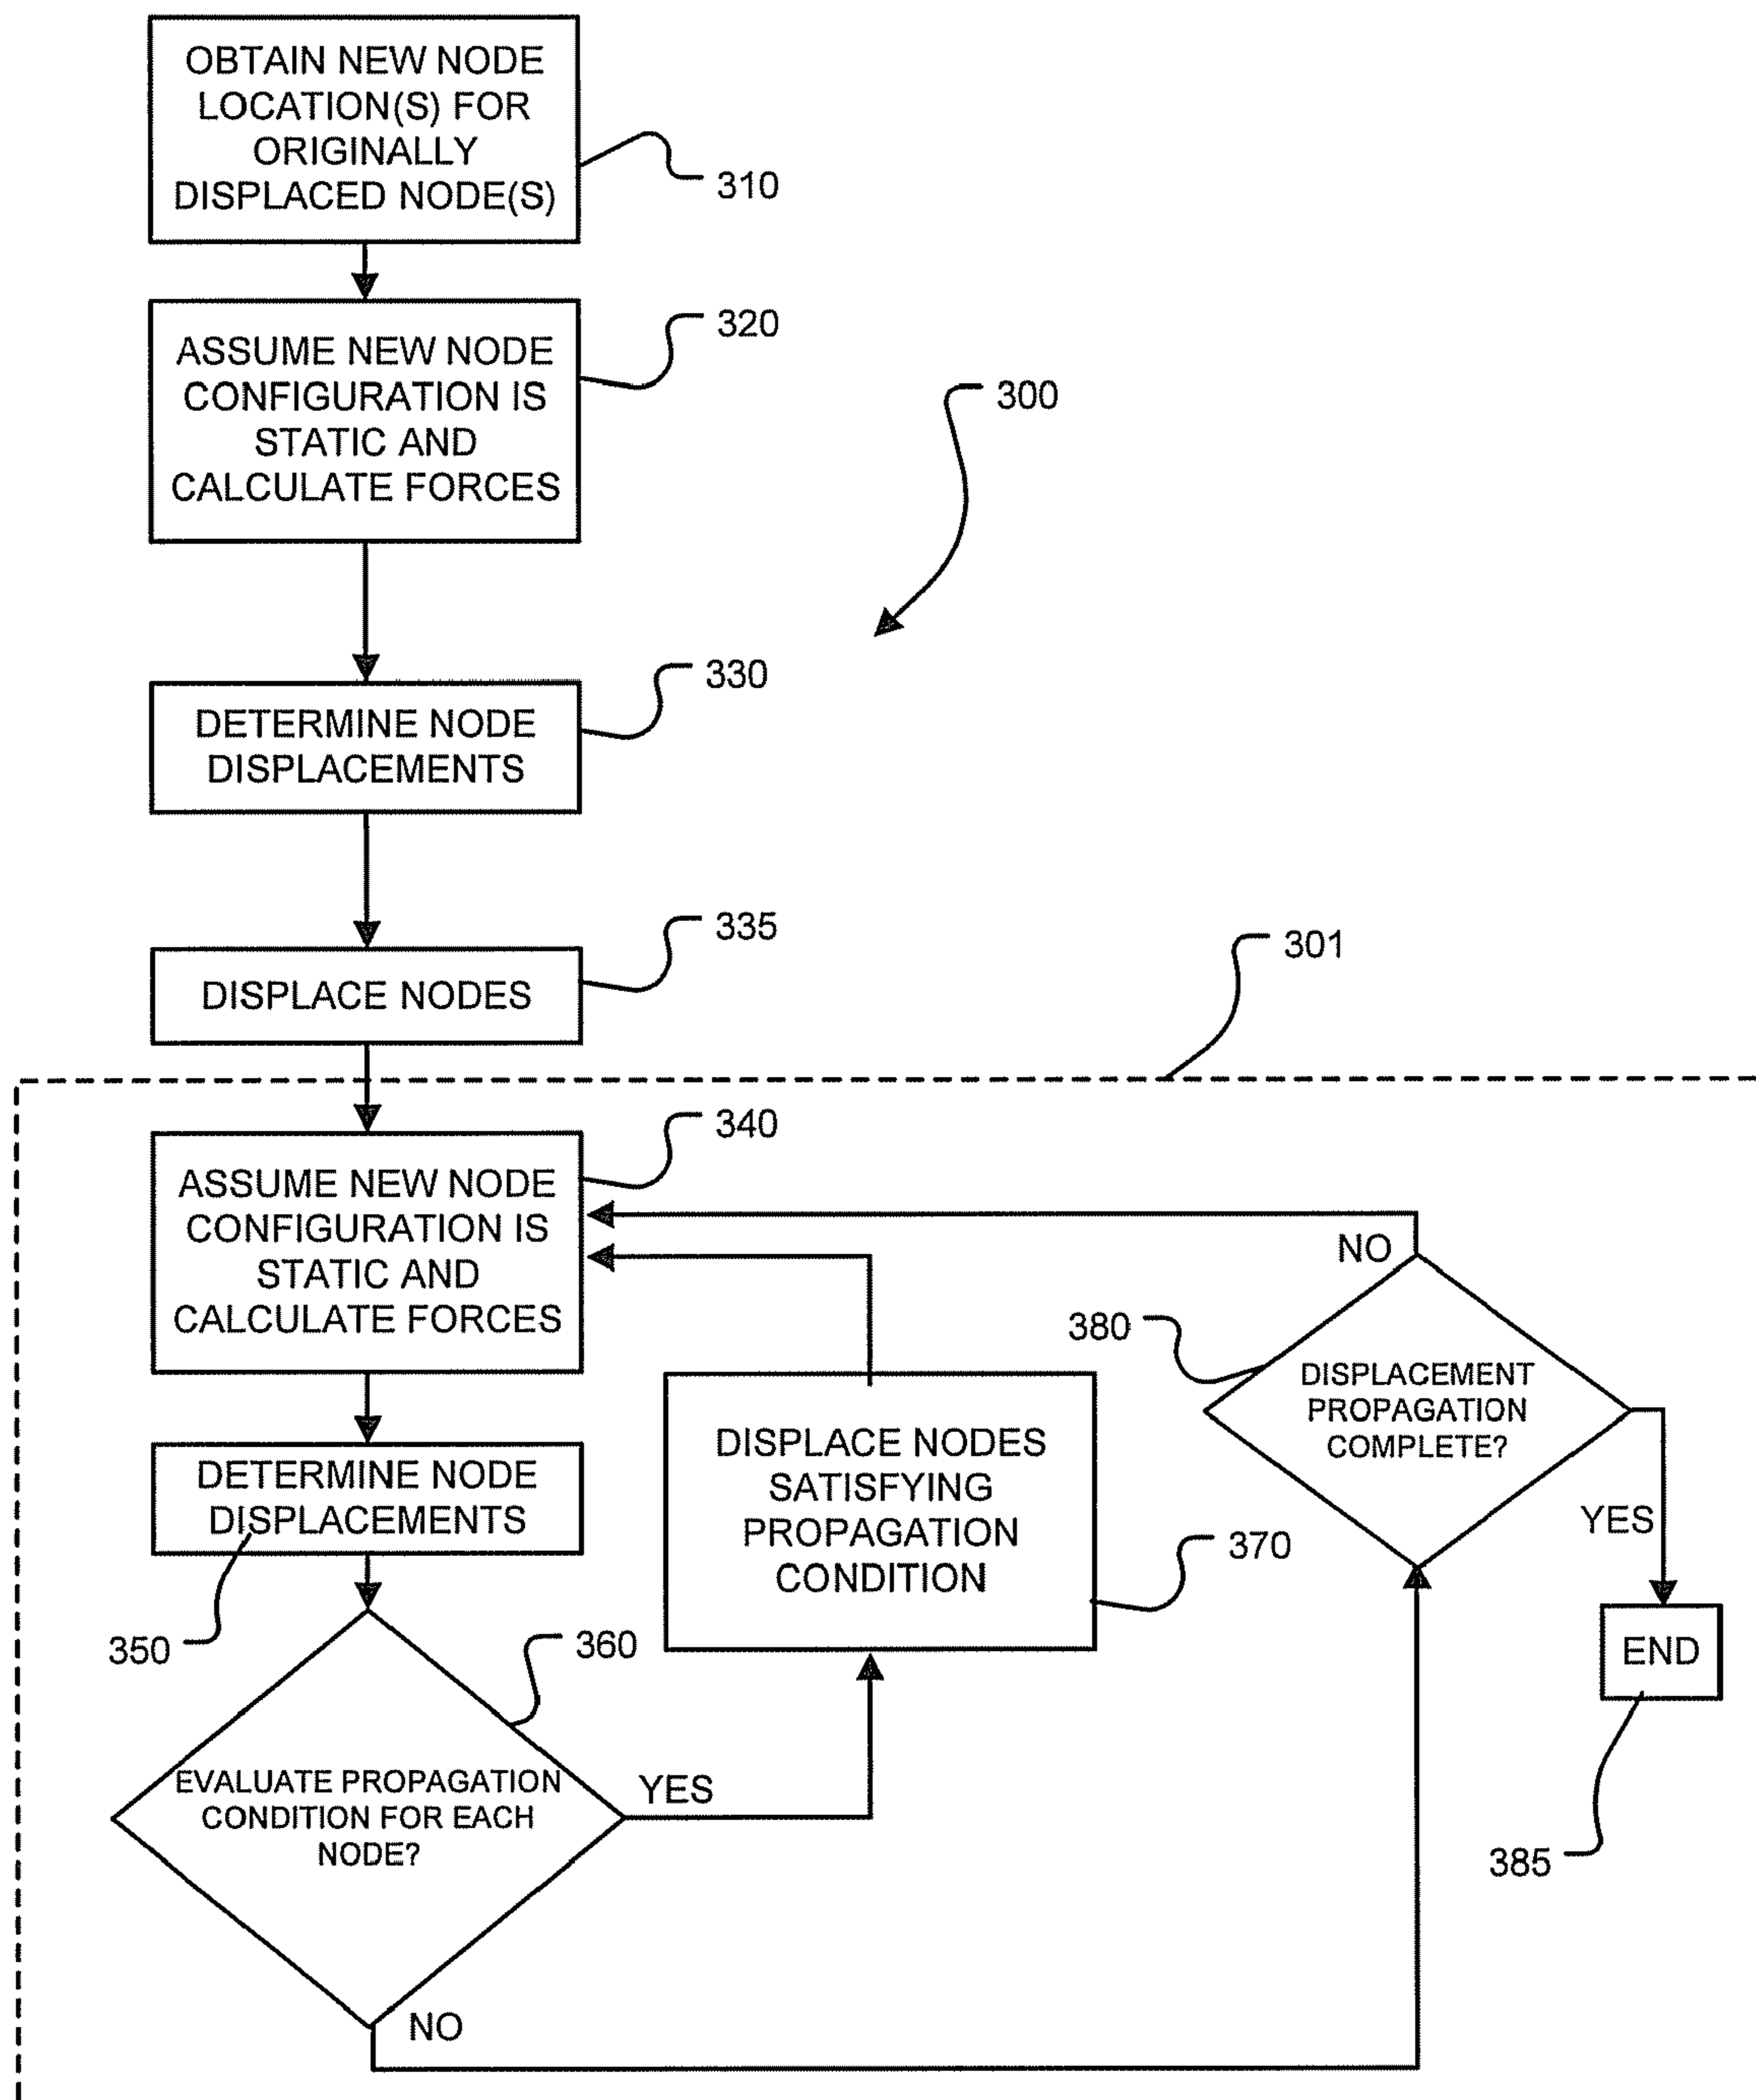 OBTAIN NEW NODE
LOCATION(S) FOR
ORIGINALLY
DISPLACED NODE(S)
310
ASSUME NEW NODE
CONFIGURATION IS
STATIC AND
CALCULATE FORCES
320
300
DETERMINE NODE
DISPLACEMENTS
330
DISPLACE NODES
335
301
ASSUME NEW NODE
CONFIGURATION IS
STATIC AND
CALCULATE FORCES
340
DETERMINE NODE
DISPLACEMENTS
350
EVALUATE PROPAGATION
CONDITION FOR EACH
NODE?
360
YES
NO
DISPLACE NODES
SATISFYING
PROPAGATION
CONDITION
370
DISPLACEMENT
PROPAGATION
COMPLETE?
380
NO
YES
END
385